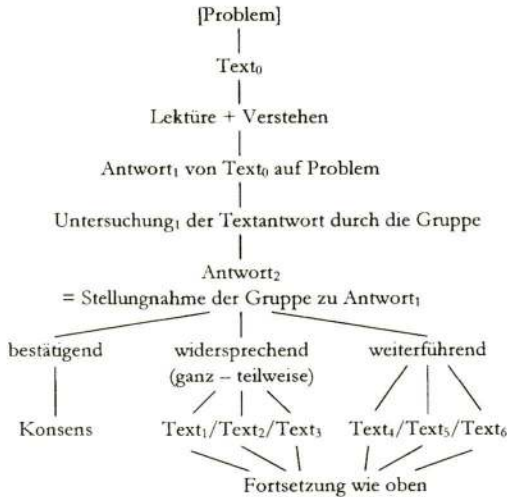 [Problem]
Text₀
Lektüre + Verstehen
Antwort₁ von Text₀ auf Problem
Untersuchung₁ der Textantwort durch die Gruppe
Antwort₂
= Stellungnahme der Gruppe zu Antwort₁
bestätigend widersprechend weiterführend
(ganz – teilweise)
Konsens Text₁/Text₂/Text₃ Text₄/Text₅/Text₆
Fortsetzung wie oben